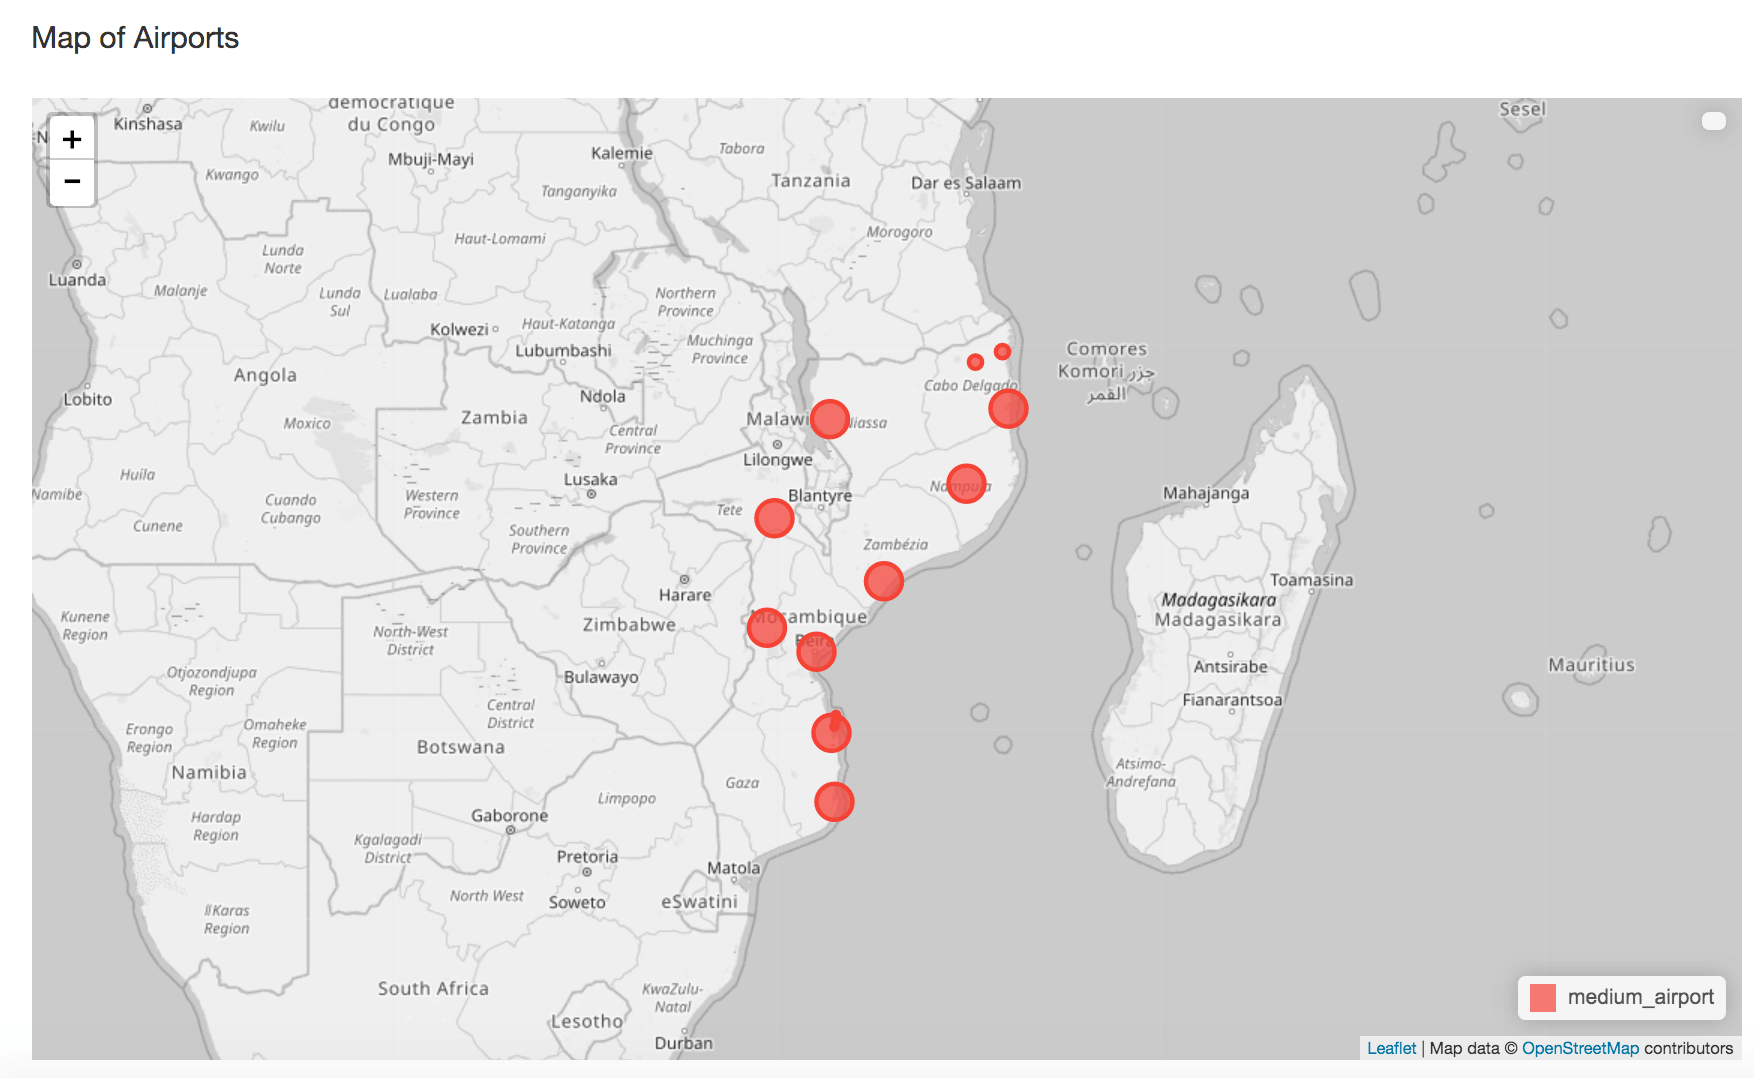 Map of Airports
démocratique
du Congo
Sesel
+
−
Kinshasa
Kwilu
Mbuji-Mayi
Kalemie
Tabora
Kwango
Tanganyika
Tanzania
Dar es Salaam
Haut-Lomami
Morogoro
Lunda
Norte
Luanda
Malanje
Lunda
Sul
Lualaba
Northern
Province
Kolwezi
Haut-Katanga
Lubumbashi
Muchinga
Province
Comores
Komori جزر
القمر
Angola
Cabo Delgado
Lobito
Ndola
Moxico
Zambia
Malawi
Niassa
Central
Province
Lilongwe
Huíla
Lusaka
Namibe
Cuando
Cubango
Western
Province
Blantyre
Nampula
Mahajanga
Tete
Cunene
Southern
Province
Zambézia
Toamasina
Harare
Madagasikara
Madagasikara
Kunene
Region
North-West
District
Zimbabwe
Moçambique
Beira
Otjozondjupa
Region
Bulawayo
Antsirabe
Mauritius
Fianarantsoa
Erongo
Region
Omaheke
Region
Central
District
Botswana
Namibia
Gaza
Atsimo-
Andrefana
Limpopo
Hardap
Region
Gaborone
Kgalagadi
District
Pretoria
Matola
North West
Soweto
eSwatini
ǁKaras
Region
South Africa
KwaZulu-
Natal
Lesotho
Durban
medium_airport
Leaflet | Map data © OpenStreetMap contributors